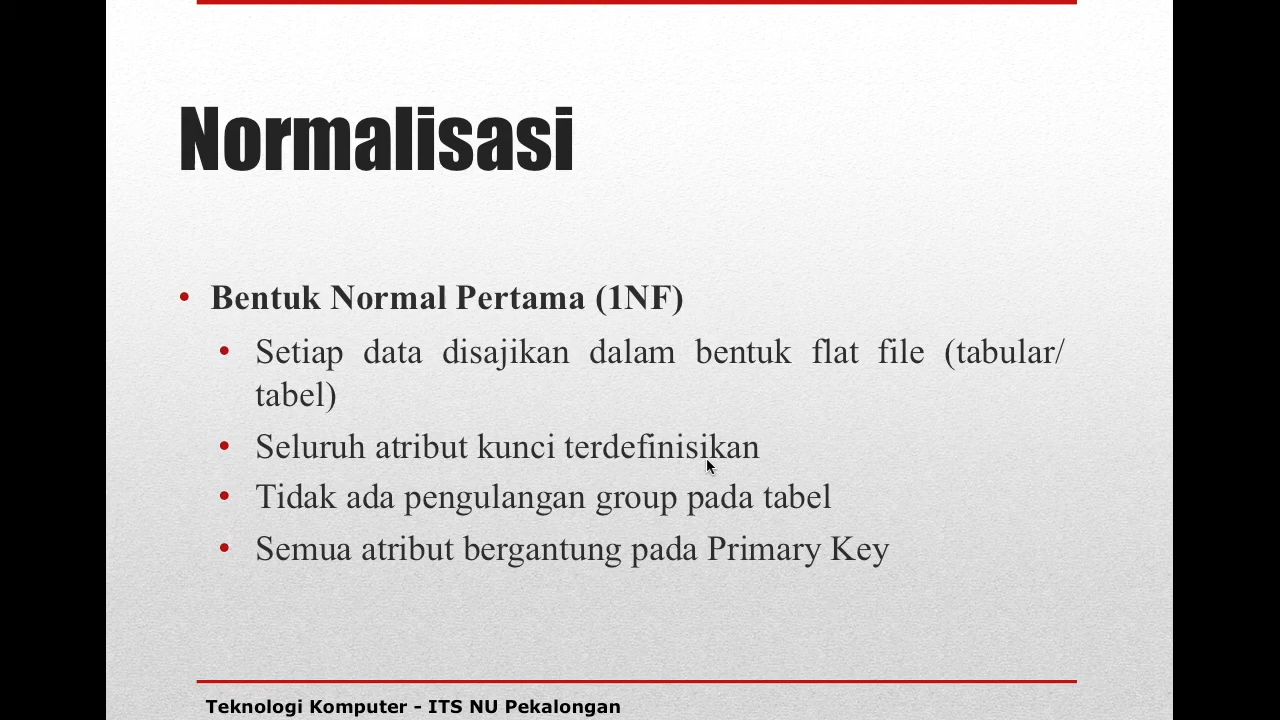 Normalisasi
• Bentuk Normal Pertama (1NF)
• Setiap data disajikan dalam bentuk flat file (tabular/
tabel)
• Seluruh atribut kunci terdefinisikan
• Tidak ada pengulangan group pada tabel
• Semua atribut bergantung pada Primary Key
Teknologi Komputer - ITS NU Pekalongan